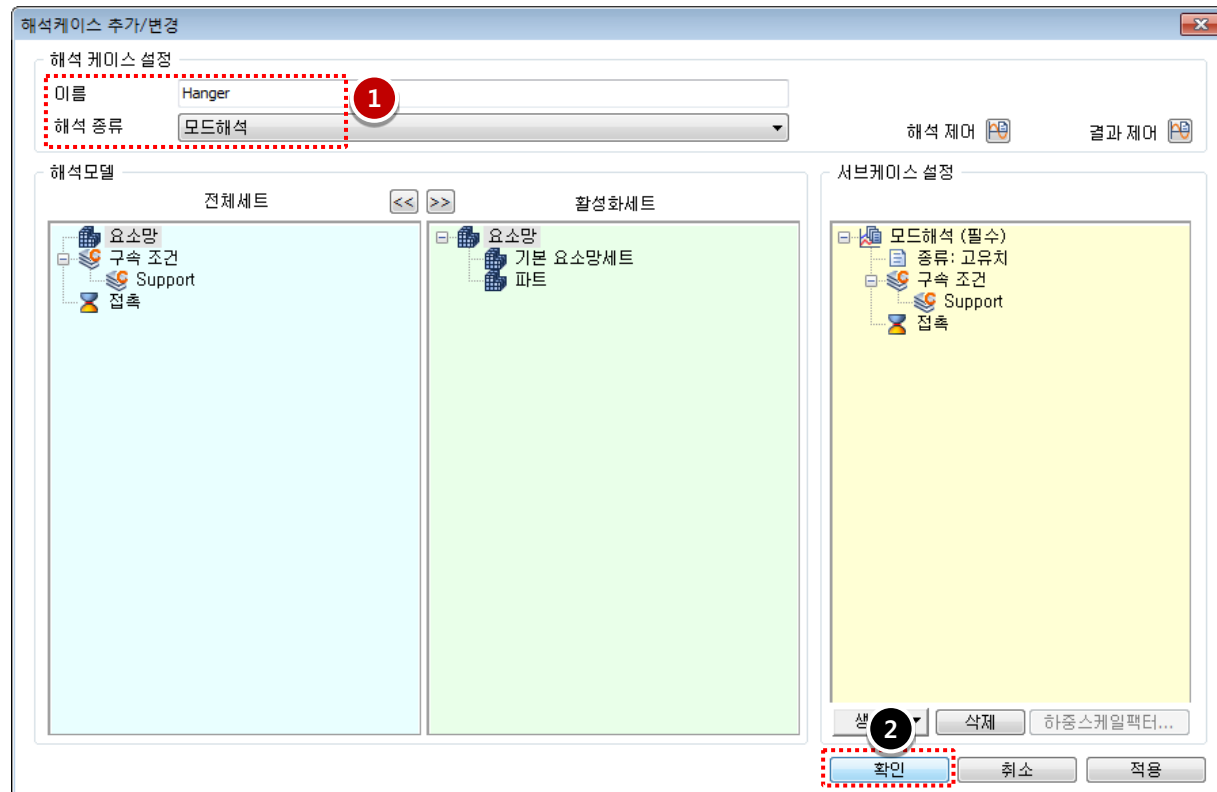 해석케이스 추가/변경
해석 케이스 설정
이름 Hanger
1
해석 종류 모드해석
해석 제어 결과 제어
해석모델
전체세트 << >> 활성화세트
요소망
구속 조건
Support
접촉
요소망
기본 요소망세트
파트
서브케이스 설정
모드해석 (필수)
종류: 고유치
구속 조건
Support
접촉
2
삭제 하중스케일팩터...
확인 취소 적용